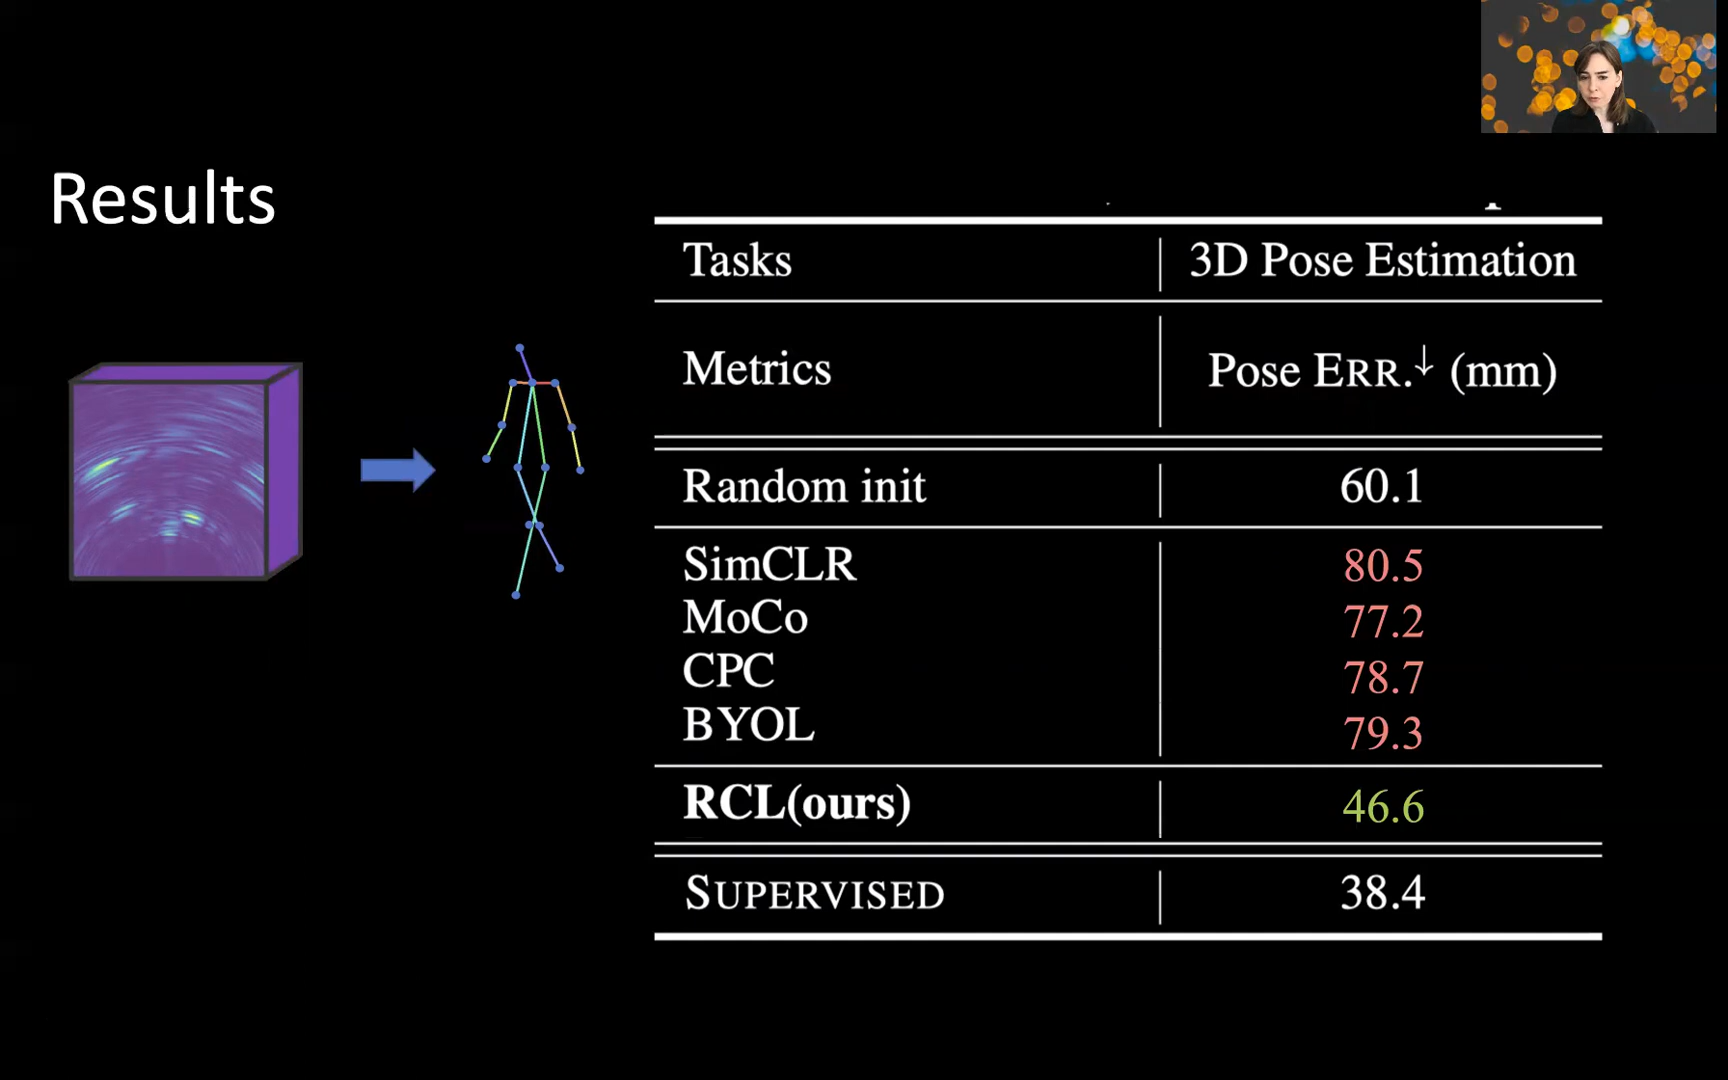 Results
Tasks 3D Pose Estimation
Metrics Pose ERR.↓ (mm)
Random init 60.1
SimCLR 80.5
MoCo 77.2
CPC 78.7
BYOL 79.3
RCL(ours) 46.6
SUPERVISED 38.4